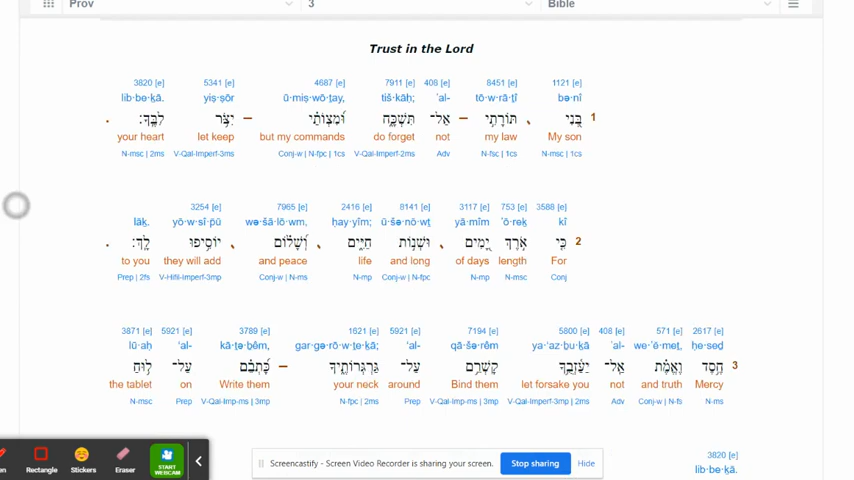 Prov 3 Bible
Trust in the Lord
3820 [e] 5341 [e] 4687 [e] 7911 [e] 408 [e] 8451 [e] 1121 [e]
lib·be·ḵā. yiṣ·ṣōr ū·miṣ·wō·ṯay, tiš·kāḥ; ’al- tō·w·rā·ṯî bə·nî
1 בְּ֭נִי תּוֹרָתִ֣י אַל־ תִּשְׁכָּ֑ח וּ֝מִצְוֺתַ֗י יִצֹּ֥ר לִבֶּֽךָ׃
your heart let keep – but my commands do forget not – my law 、 My son
N-msc | 2ms V-Qal-Imperf-3ms Conj-w | N-fpc | 1cs V-Qal-Imperf-2ms Adv N-fsc | 1cs N-msc | 1cs
3254 [e] 7965 [e] 2416 [e] 8141 [e] 3117 [e] 753 [e] 3588 [e]
lāḵ. yō·w·sî·p̄ū wə·šā·lō·wm, ḥay·yîm; ū·šə·nō·wṯ yā·mîm ’ō·reḵ kî
2 כִּ֤י אֹ֣רֶךְ יָ֭מִים וּשְׁנ֣וֹת חַיִּ֑ים וְ֝שָׁל֗וֹם יוֹסִ֥יפוּ לָֽךְ׃
to you they will add and peace life and long of days length For
Prep | 2fs V-Hifil-Imperf-3mp Conj-w | N-ms N-mp Conj-w | N-fpc N-mp N-msc Conj
3871 [e] 5921 [e] 3789 [e] 1621 [e] 5921 [e] 7194 [e] 5800 [e] 408 [e] 571 [e] 2617 [e]
lū·aḥ ‘al- kā·ṯə·ḇêm, gar·gə·rō·w·ṯe·ḵā; ‘al- qā·šə·rêm ya·‘az·ḇu·ḵā ’al- we·’ĕ·meṯ, ḥe·seḏ
3 חֶ֥סֶד וֶאֱמֶ֗ת אַֽל־ יַעַ֫זְבֻ֥ךָ קָשְׁרֵ֥ם עַל־ גַּרְגְּרוֹתֶ֑יךָ כָּ֝תְבֵ֗ם עַל־ ל֥וּחַ
the tablet on Write them – your neck around Bind them let forsake you not and truth Mercy
N-msc Prep V-Qal-Imp-ms | 3mp N-fpc | 2ms Prep V-Qal-Imp-ms | 3mp V-Qal-Imperf-3mp | 2ms Adv Conj-w | N-fs N-ms
3820 [e]
lib·be·ḵā.
en Rectangle Stickers Eraser START WEBCAM
Screencastify - Screen Video Recorder is sharing your screen. Stop sharing Hide